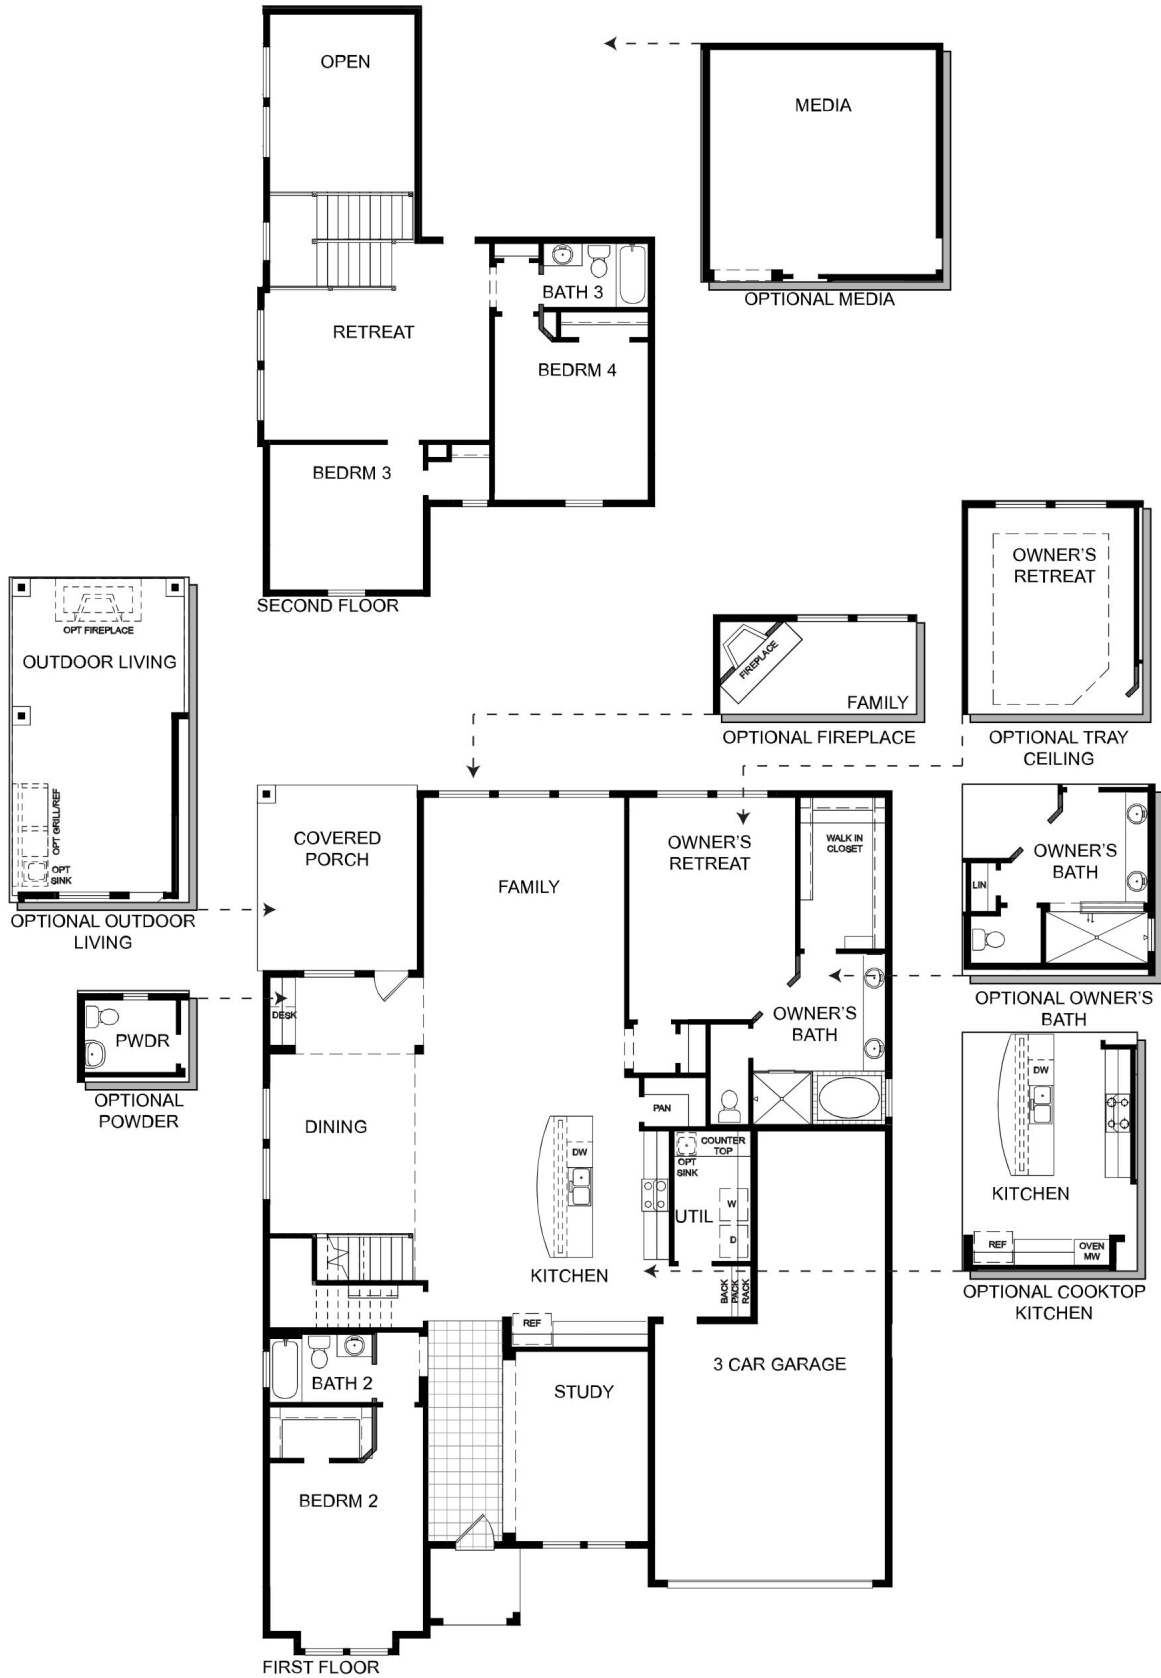 OPEN
MEDIA
BATH 3
OPTIONAL MEDIA
RETREAT
BEDRM 4
BEDRM 3
SECOND FLOOR
OWNER'S
RETREAT
OPTIONAL TRAY
CEILING
OPT FIREPLACE
OUTDOOR LIVING
OPT GRILL/REF
OPT
SINK
OPTIONAL OUTDOOR
LIVING
FIREPLACE
FAMILY
OPTIONAL FIREPLACE
COVERED
PORCH
FAMILY
OWNER'S
RETREAT
WALK IN
CLOSET
OWNER'S
BATH
LIN
OPTIONAL OWNER'S
BATH
PWDR
OPTIONAL
POWDER
DESK
OWNER'S
BATH
DINING
PAN
DW
OPT
SINK
COUNTER
TOP
UTIL
W
D
KITCHEN
BACK
PACK
RACK
DW
KITCHEN
REF
OVEN
MW
OPTIONAL COOKTOP
KITCHEN
REF
3 CAR GARAGE
BATH 2
STUDY
BEDRM 2
FIRST FLOOR